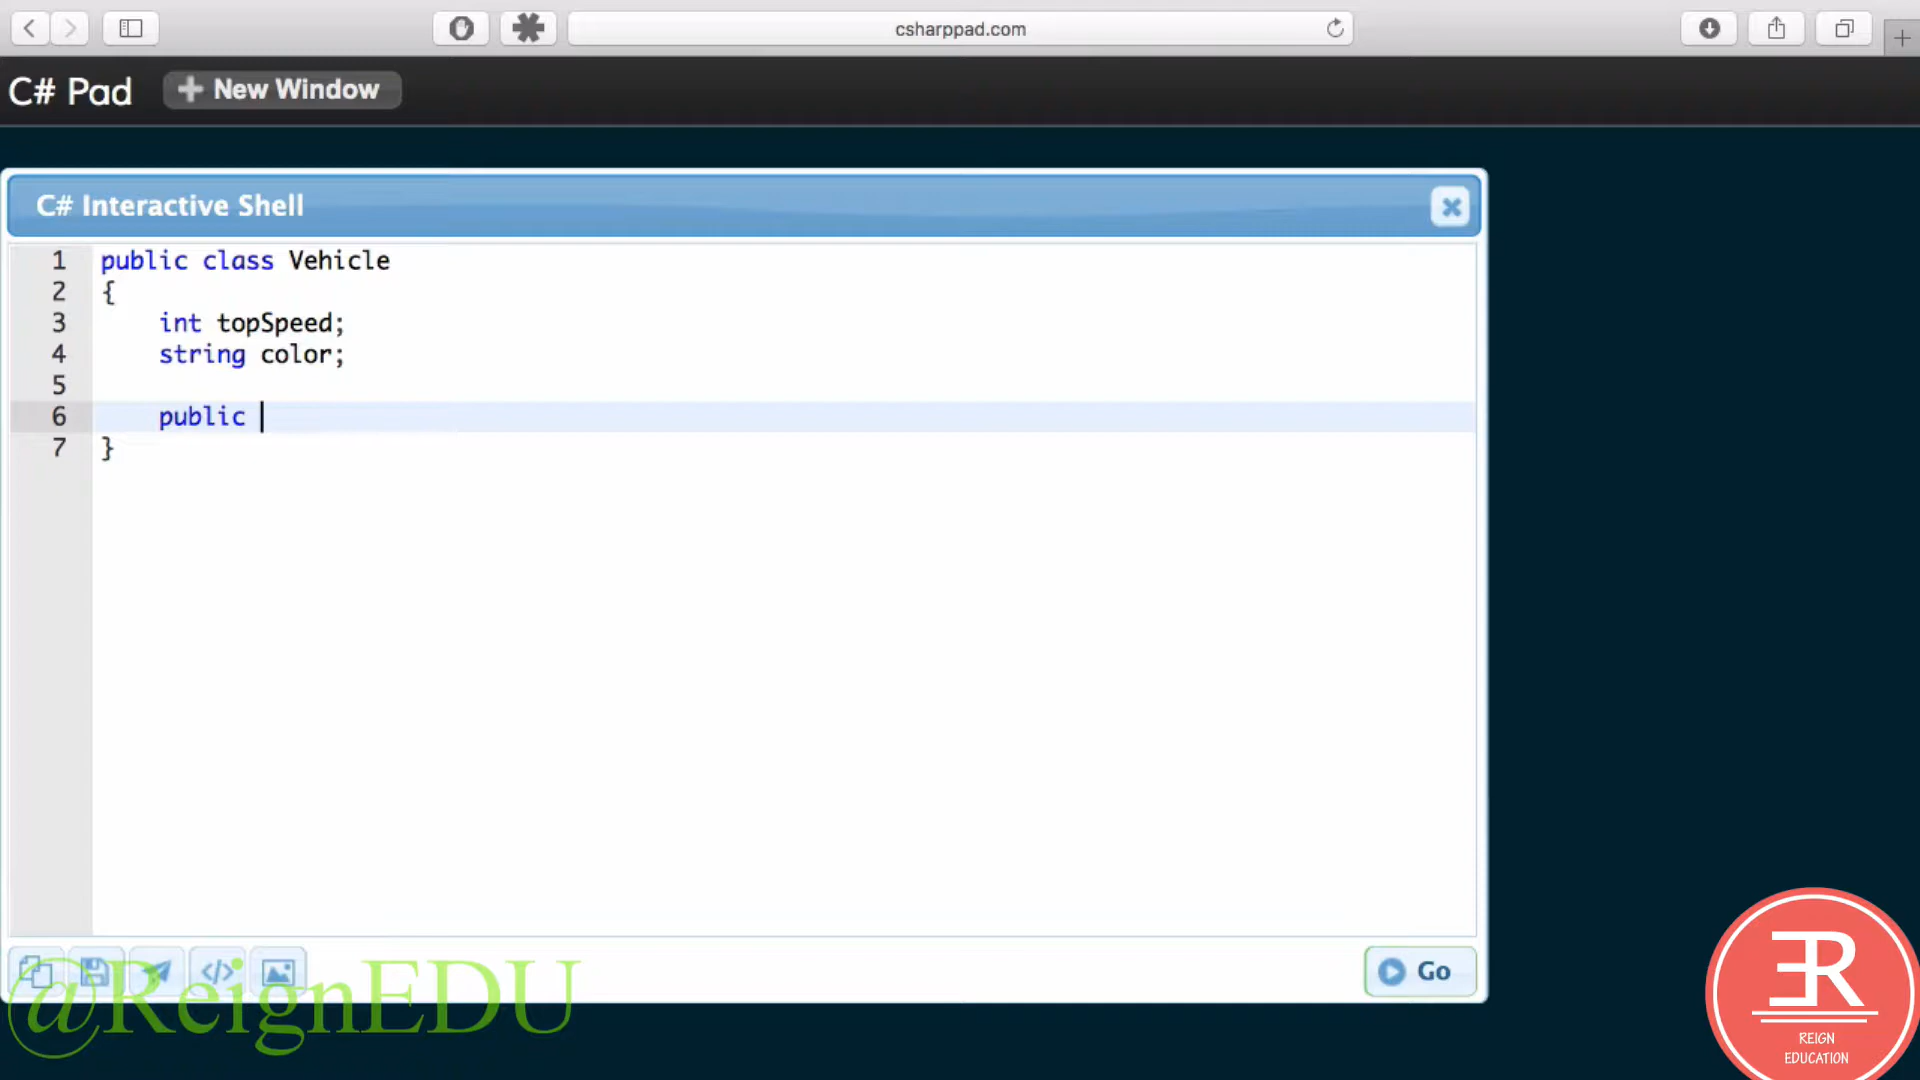 csharppad.com
C# Pad
New Window
C# Interactive Shell
1 public class Vehicle
2 {
3 int topSpeed;
4 string color;
5
6 public
7 }
Go
@ReignEDU
ER
REIGN
EDUCATION